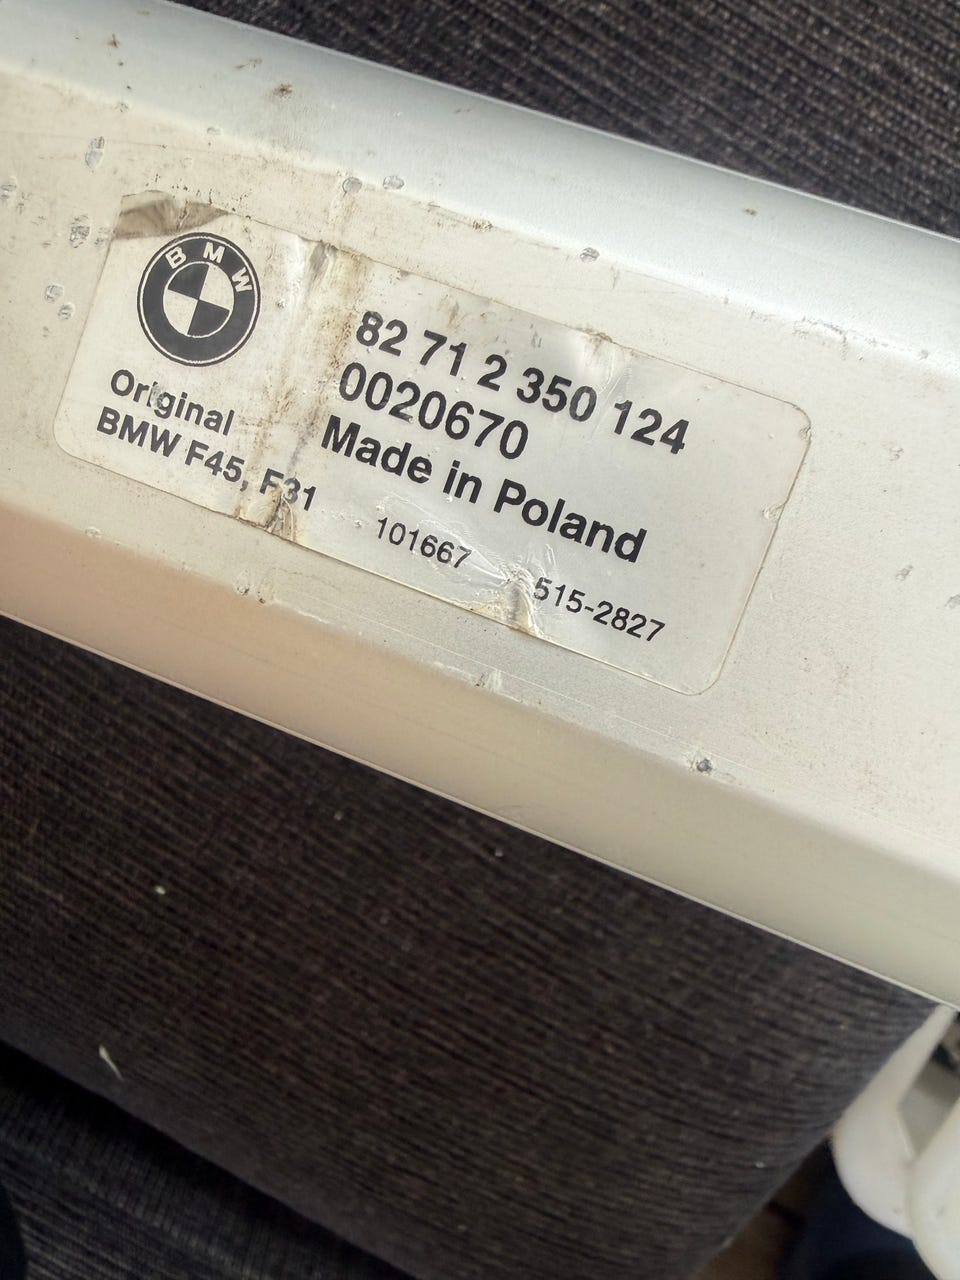 BMW
Original
BMW F45, F31
82 71 2 350 124
0020670
Made in Poland
101667 515-2827